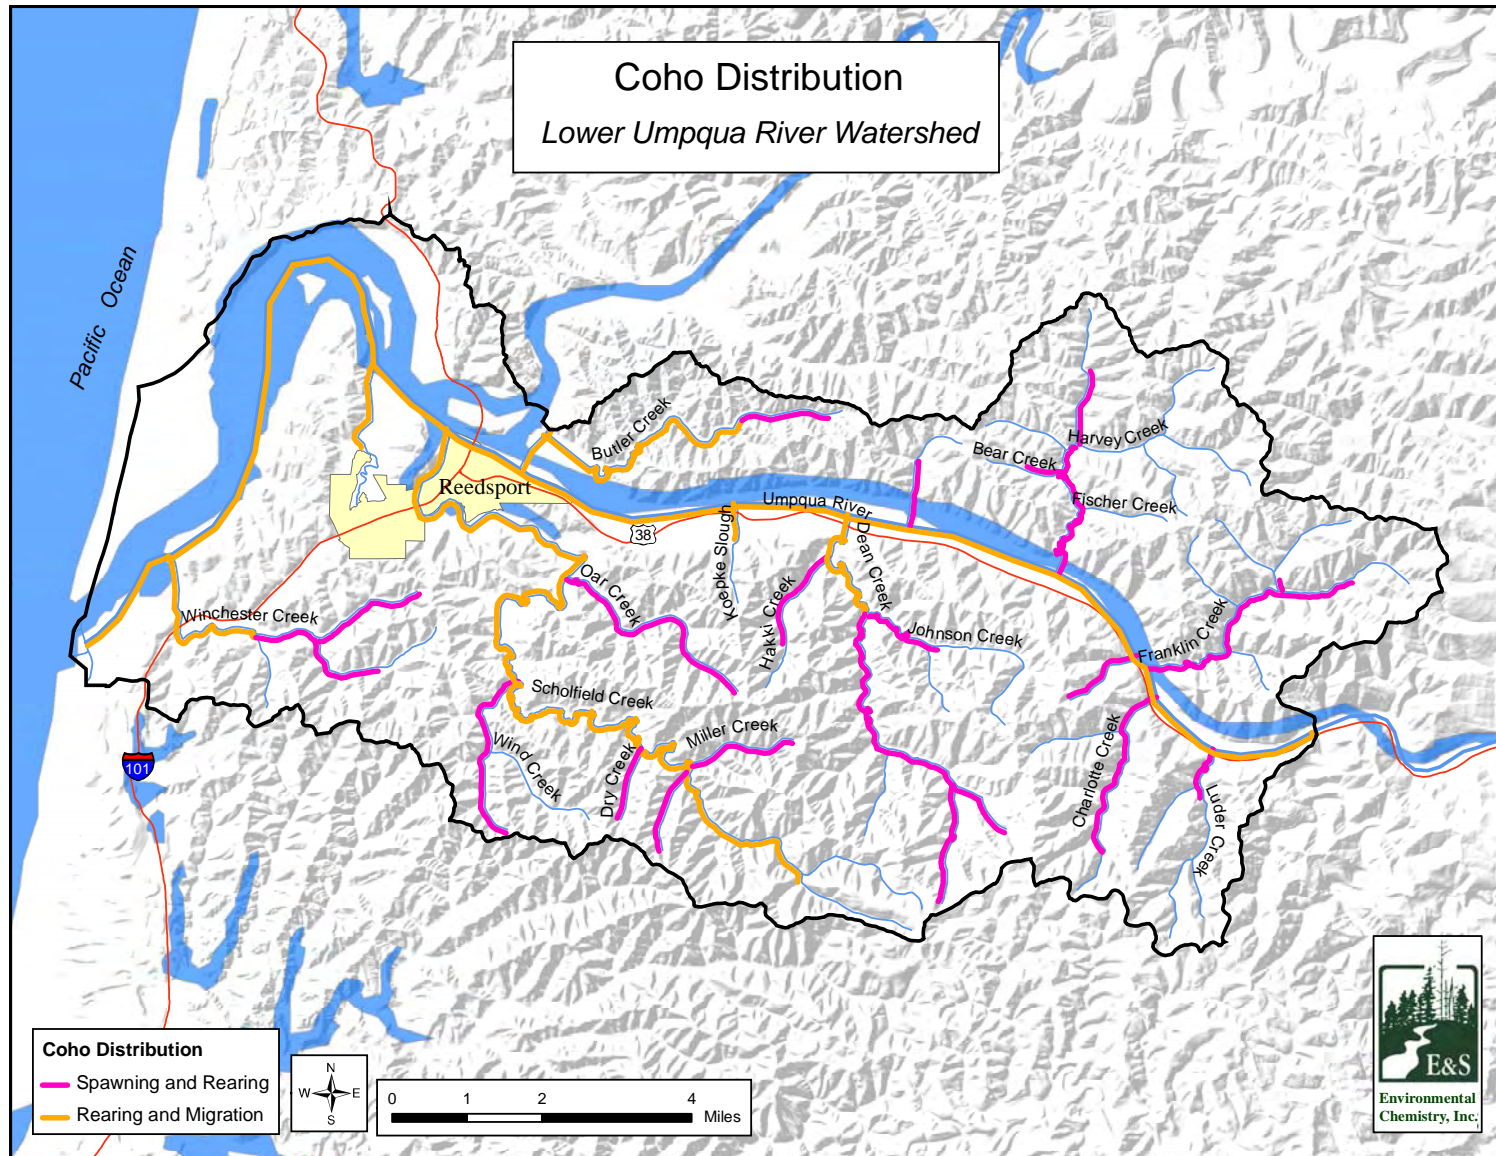 Coho Distribution
Lower Umpqua River Watershed
Pacific Ocean
Butler Creek
Harvey Creek
Bear Creek
Fischer Creek
Reedsport
Umpqua River
38
Koepke Slough
Dean Creek
Oar Creek
Hakki Creek
Winchester Creek
Johnson Creek
Franklin Creek
Scholfield Creek
Wind Creek
Miller Creek
Dry Creek
Charlotte Creek
Luder Creek
101
Coho Distribution
Spawning and Rearing
Rearing and Migration
N
W E
S
0 1 2 4
Miles
E&S
Environmental
Chemistry, Inc.